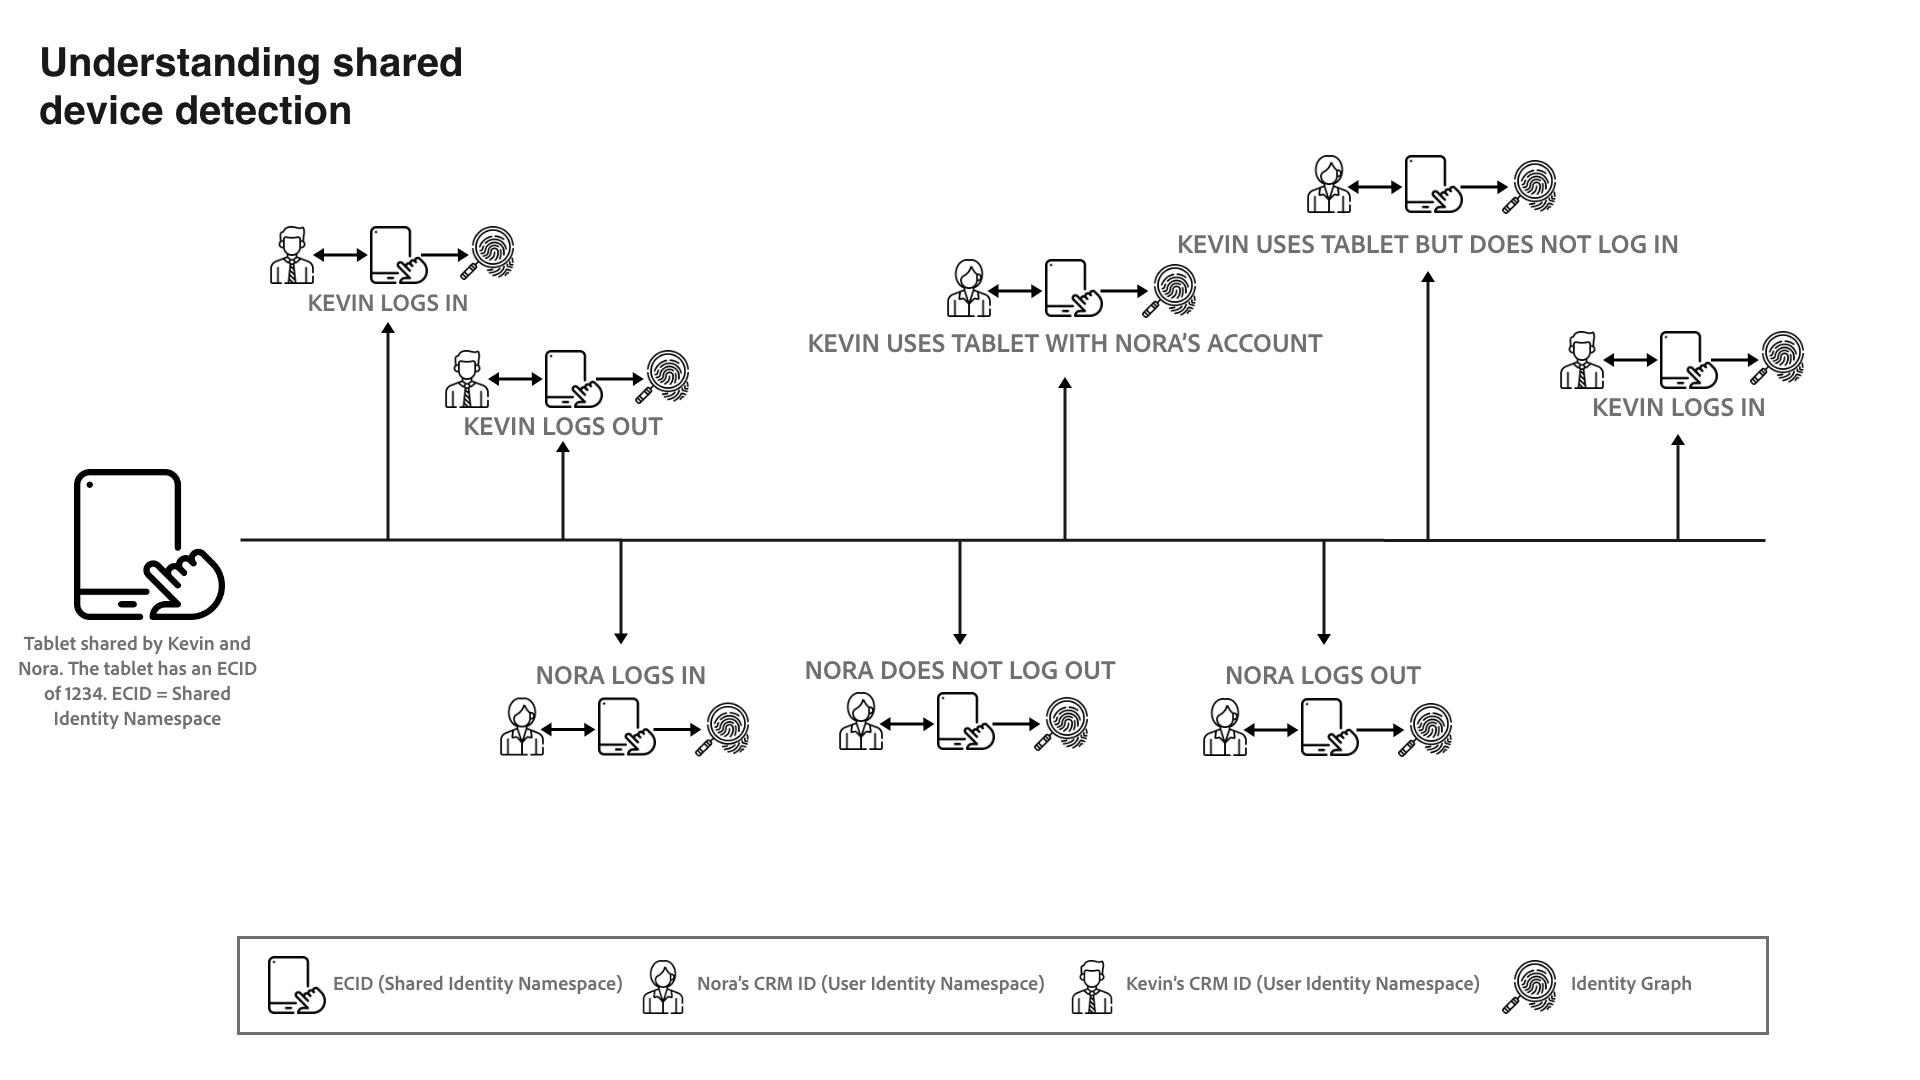 Understanding shared
device detection
KEVIN USES TABLET BUT DOES NOT LOG IN
KEVIN LOGS IN
KEVIN USES TABLET WITH NORA’S ACCOUNT
KEVIN LOGS IN
KEVIN LOGS OUT
Tablet shared by Kevin and
Nora. The tablet has an ECID
of 1234. ECID = Shared
Identity Namespace
NORA LOGS IN
NORA DOES NOT LOG OUT
NORA LOGS OUT
ECID (Shared Identity Namespace)
Nora’s CRM ID (User Identity Namespace)
Kevin’s CRM ID (User Identity Namespace)
Identity Graph